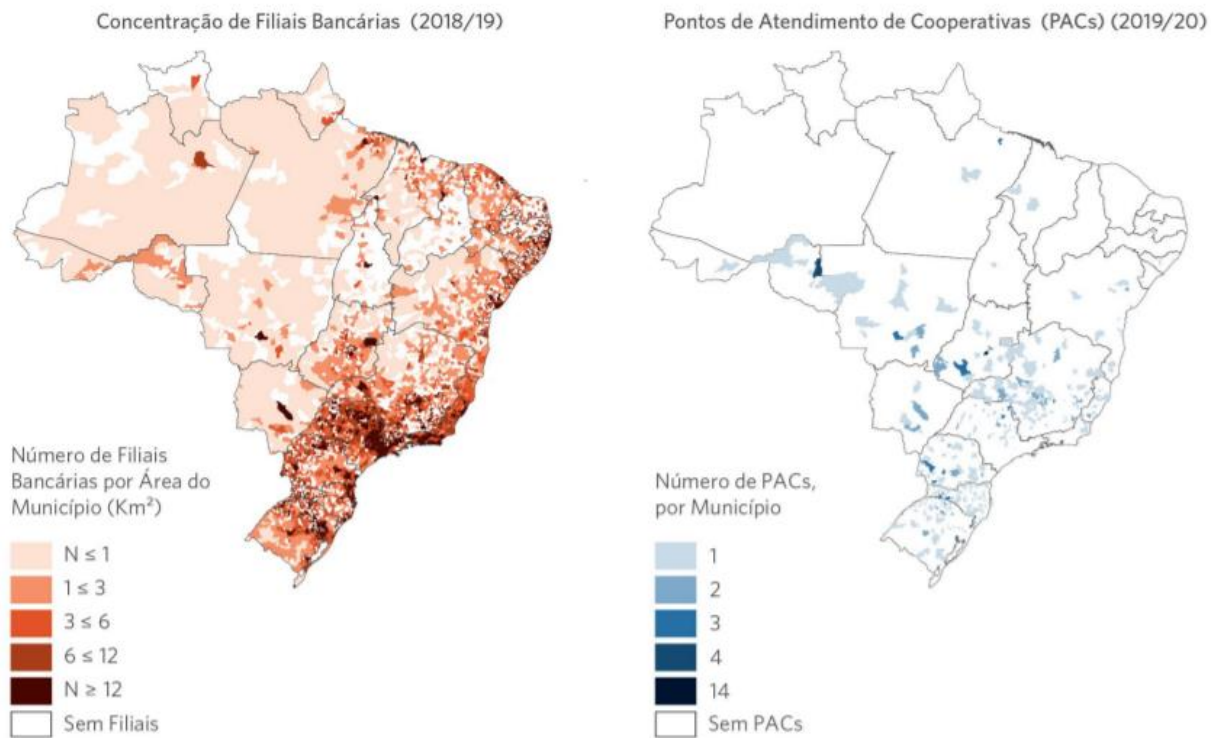 Concentração de Filiais Bancárias (2018/19)
Número de Filiais
Bancárias por Área do
Município (Km²)
N ≤ 1
1 ≤ 3
3 ≤ 6
6 ≤ 12
N ≥ 12
Sem Filiais
Pontos de Atendimento de Cooperativas (PACs) (2019/20)
Número de PACs,
por Município
1
2
3
4
14
Sem PACs